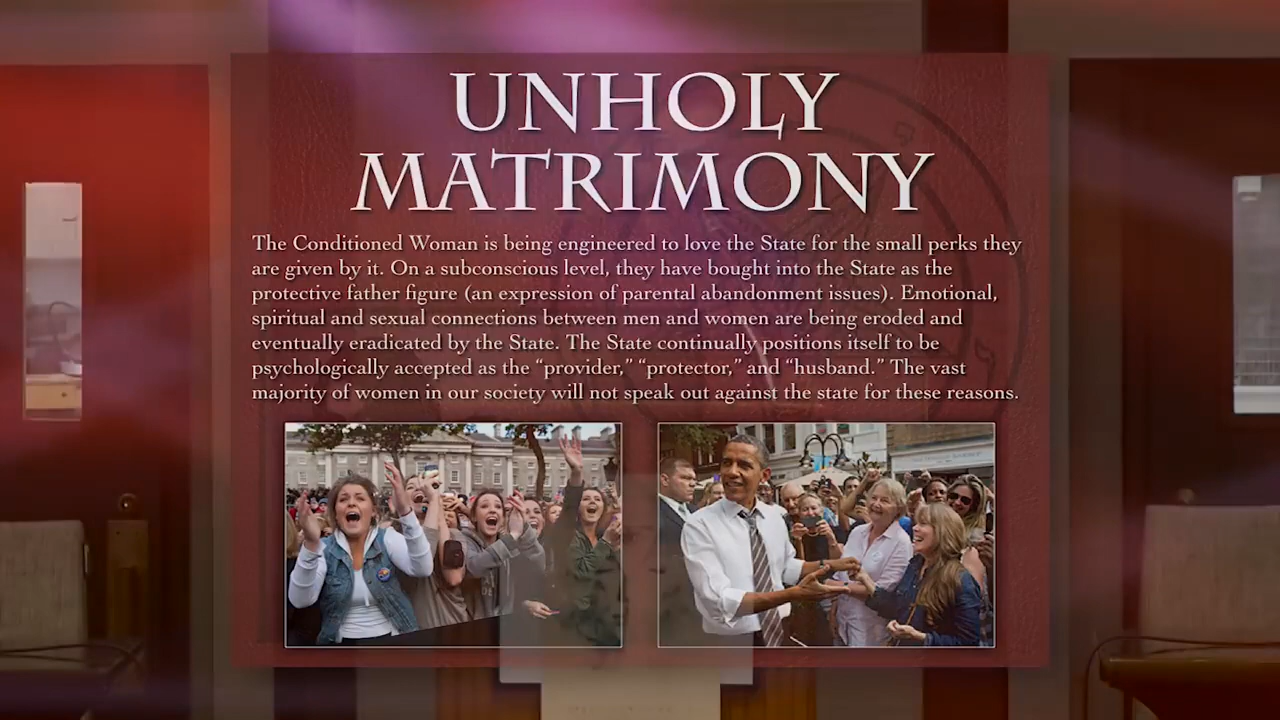 UNHOLY
MATRIMONY
The Conditioned Woman is being engineered to love the State for the small perks they
are given by it. On a subconscious level, they have bought into the State as the
protective father figure (an expression of parental abandonment issues). Emotional,
spiritual and sexual connections between men and women are being eroded and
eventually eradicated by the State. The State continually positions itself to be
psychologically accepted as the “provider,” “protector,” and “husband.” The vast
majority of women in our society will not speak out against the state for these reasons.